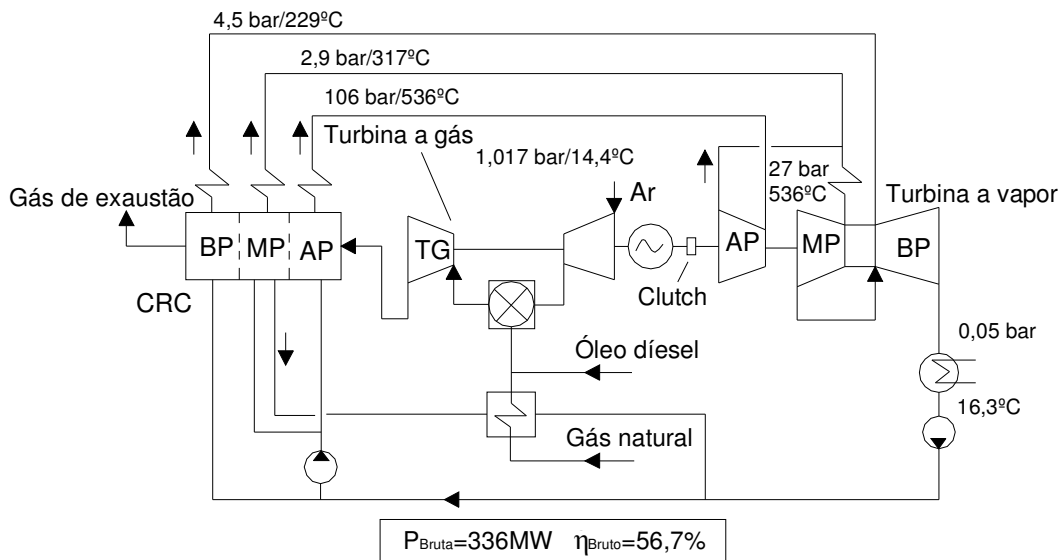 4,5 bar/229ºC
2,9 bar/317ºC
106 bar/536ºC
Turbina a gás
1,017 bar/14,4ºC
27 bar
536ºC
Gás de exaustão
Ar
Turbina a vapor
BP
MP
AP
TG
AP
MP
BP
CRC
Clutch
0,05 bar
Óleo díesel
16,3ºC
Gás natural
PBruta=336MW ηBruto=56,7%